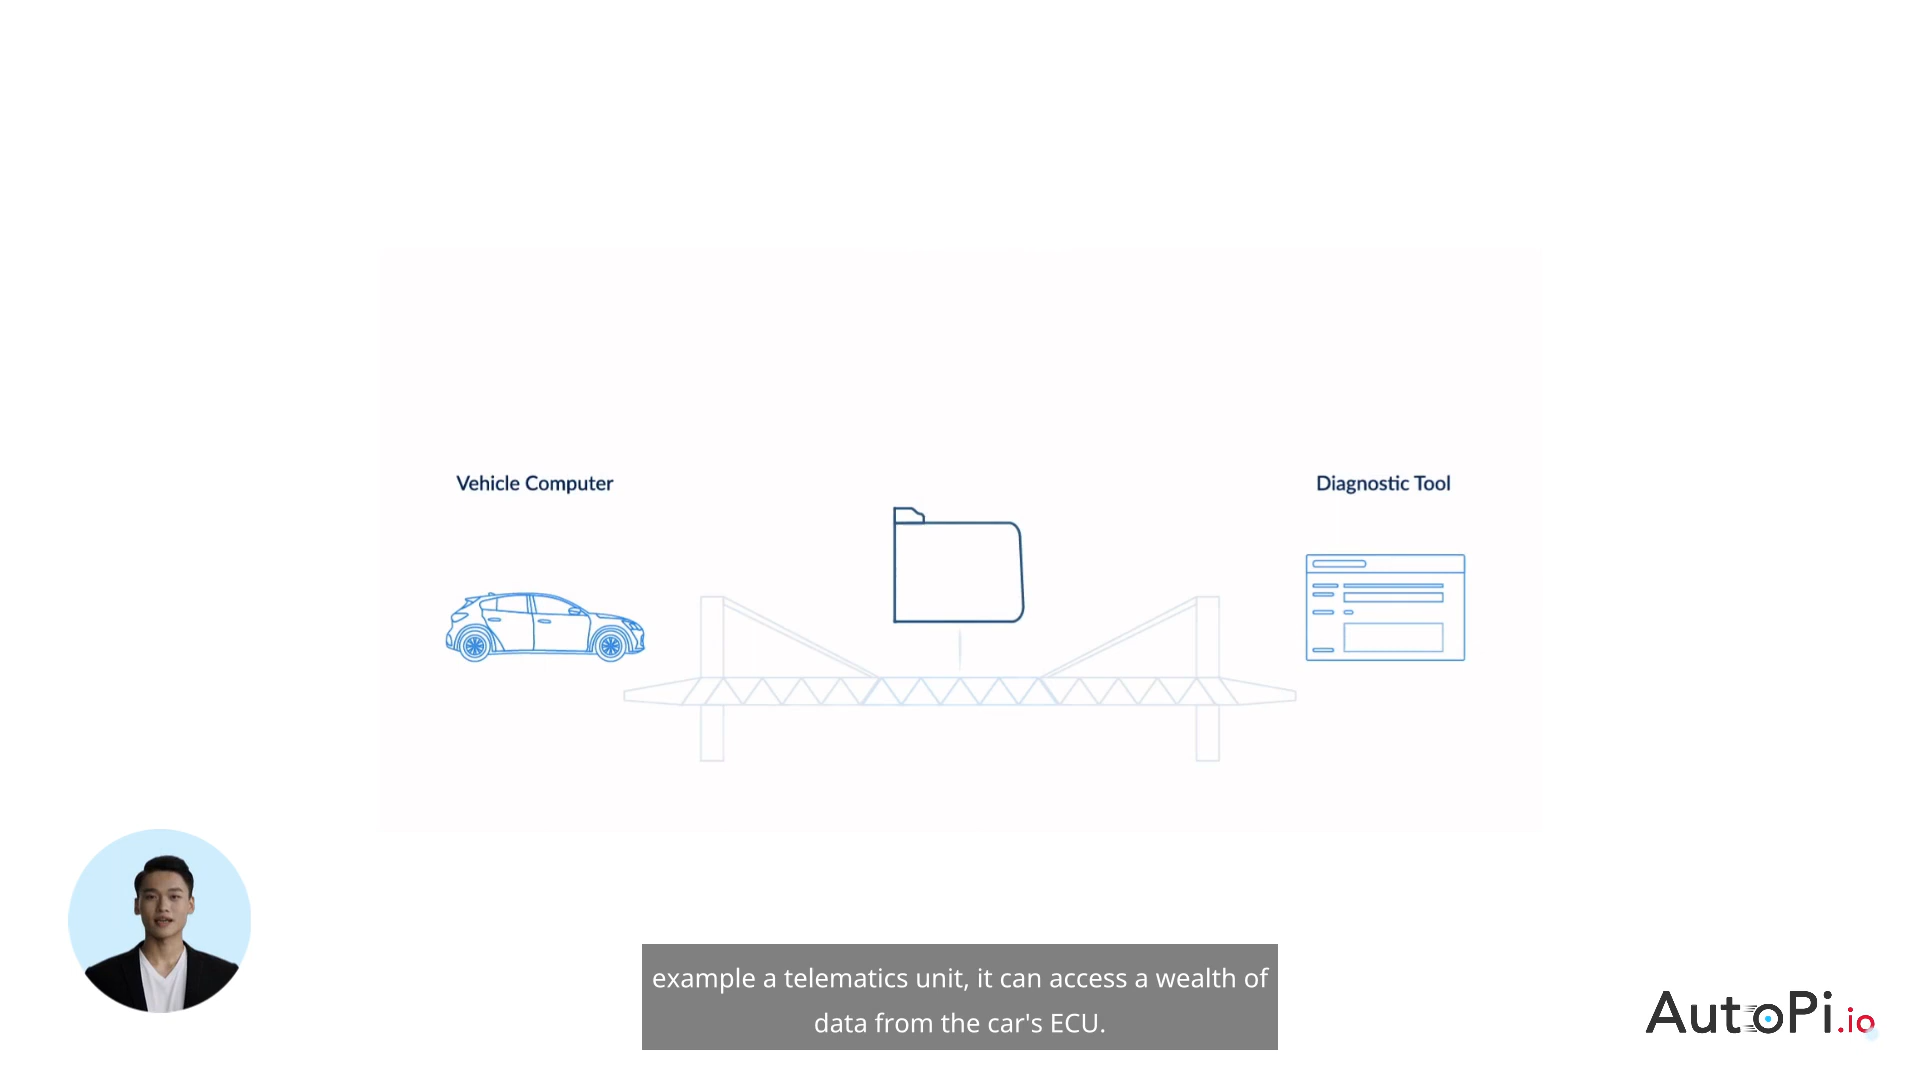 Vehicle Computer
Diagnostic Tool
example a telematics unit, it can access a wealth of
data from the car's ECU.
AutoPi.io